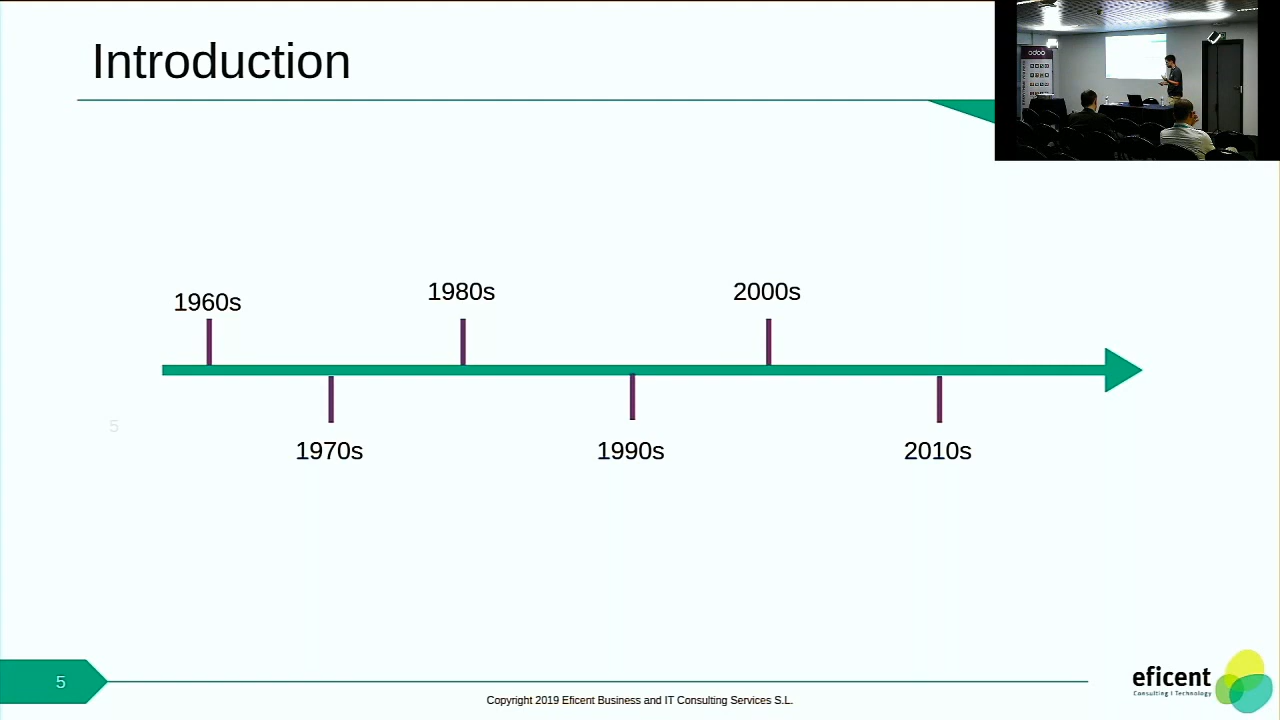 Introduction
odoo
1960s
1980s
2000s
5
1970s
1990s
2010s
5
Copyright 2019 Eficent Business and IT Consulting Services S.L.
eficent
Consulting | Technology